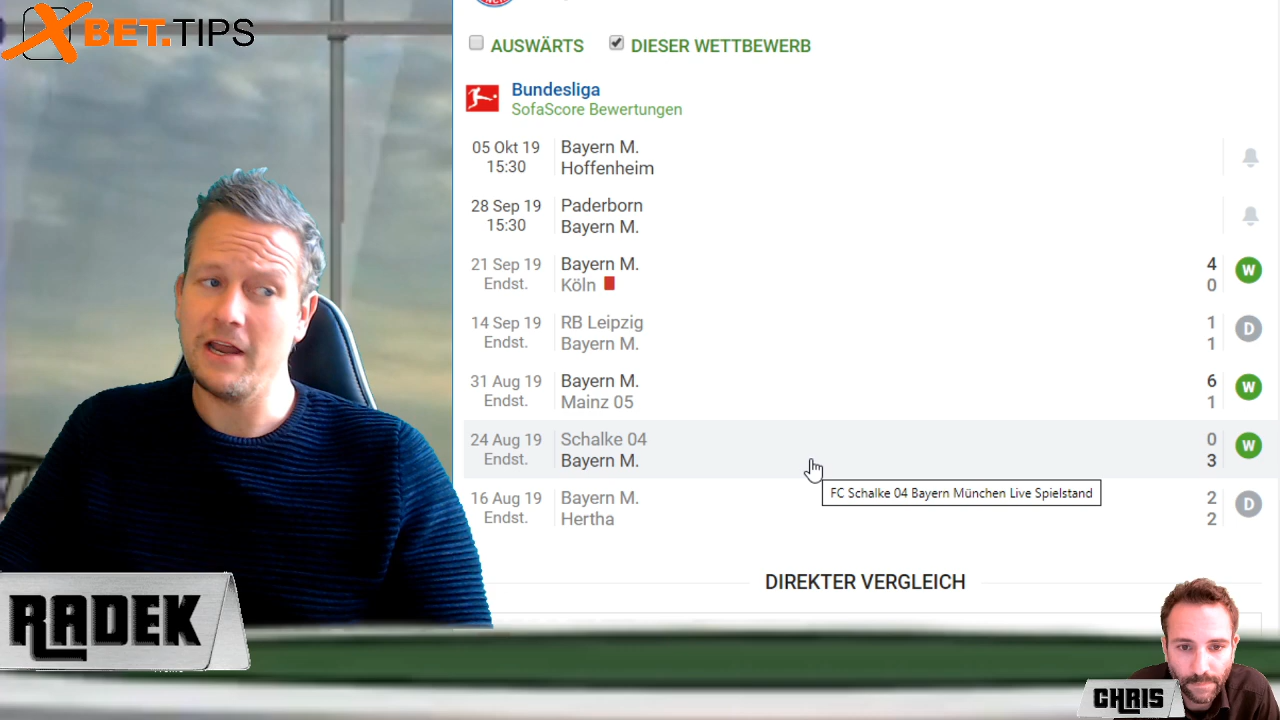 XBET.TIPS
AUSWÄRTS
DIESER WETTBEWERB
Bundesliga
SofaScore Bewertungen
05 Okt 19 Bayern M.
15:30 Hoffenheim
28 Sep 19 Paderborn
15:30 Bayern M.
21 Sep 19 Bayern M. 4 W
Endst. Köln 0
14 Sep 19 RB Leipzig 1 D
Endst. Bayern M. 1
31 Aug 19 Bayern M. 6 W
Endst. Mainz 05 1
24 Aug 19 Schalke 04 0 W
Endst. Bayern M. 3
FC Schalke 04 Bayern München Live Spielstand
16 Aug 19 Bayern M. 2 D
Endst. Hertha 2
DIREKTER VERGLEICH
RADEK
CHRIS